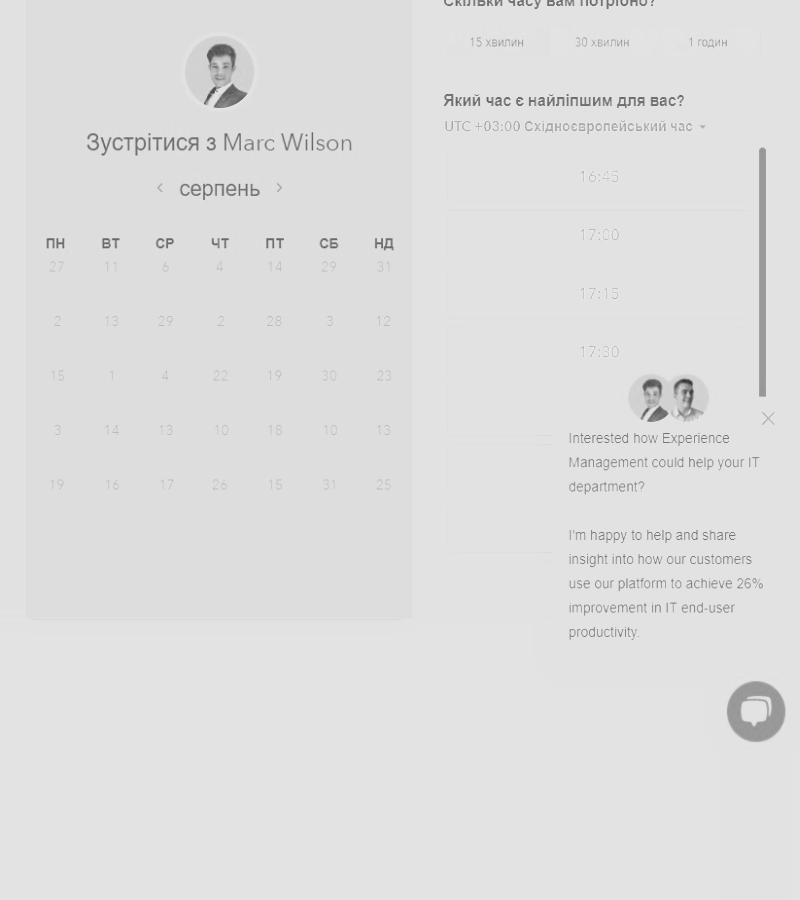 Зустрітися з Marc Wilson
серпень
ПН ВТ СР ЧТ ПТ СБ НД
27 11 6 4 14 29 31
2 13 29 2 28 3 12
15 1 4 22 19 30 23
3 14 13 10 18 10 13
19 16 17 26 15 31 25
Скільки часу вам потрібно?
15 хвилин 30 хвилин 1 годин
Який час є найліпшим для вас?
UTC +03:00 Східноєвропейський час
16:45
17:00
17:15
17:30
Interested how Experience
Management could help your IT
department?
I'm happy to help and share
insight into how our customers
use our platform to achieve 26%
improvement in IT end-user
productivity.